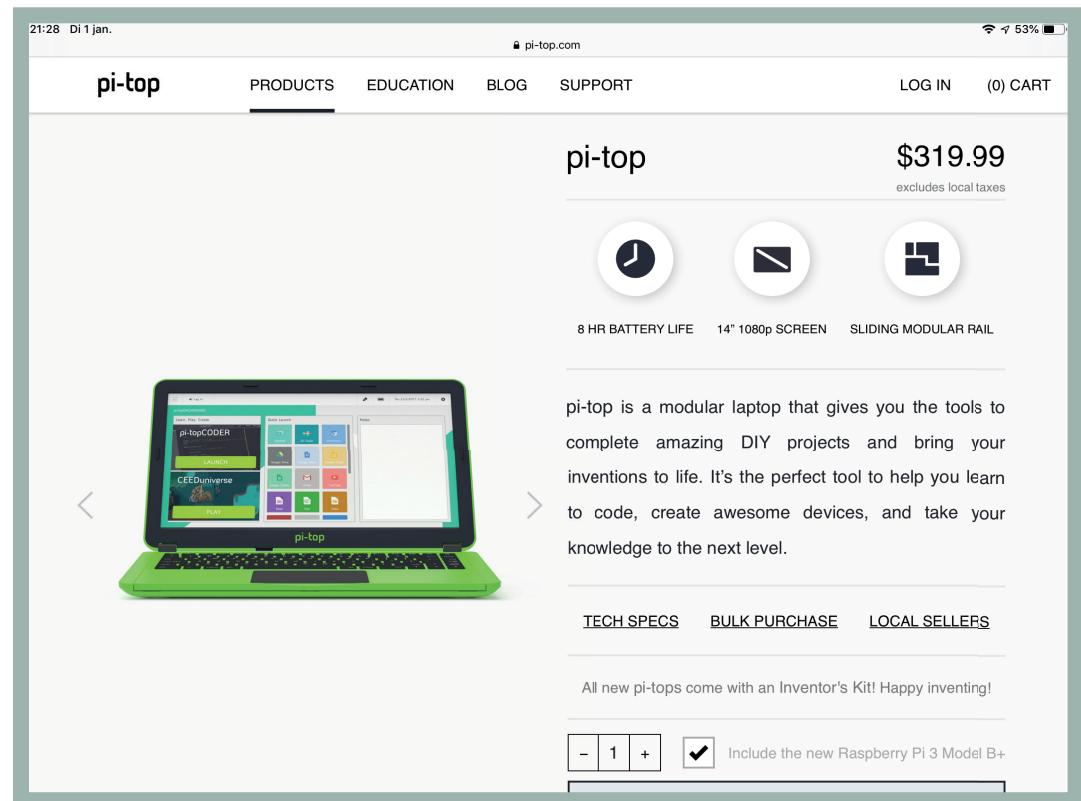 21:28 Di 1 jan.
53%
pi-top.com
pi-top PRODUCTS EDUCATION BLOG SUPPORT LOG IN (0) CART
pi-top $319.99
excludes local taxes
8 HR BATTERY LIFE 14" 1080p SCREEN SLIDING MODULAR RAIL
pi-top is a modular laptop that gives you the tools to
complete amazing DIY projects and bring your
inventions to life. It's the perfect tool to help you learn
to code, create awesome devices, and take your
knowledge to the next level.
TECH SPECS BULK PURCHASE LOCAL SELLERS
All new pi-tops come with an Inventor's Kit! Happy inventing!
- 1 + Include the new Raspberry Pi 3 Model B+
Learn, Play, Create
Quick Launch
pi-topCODER
LAUNCH
CEEDuniverse
PLAY
pi-top